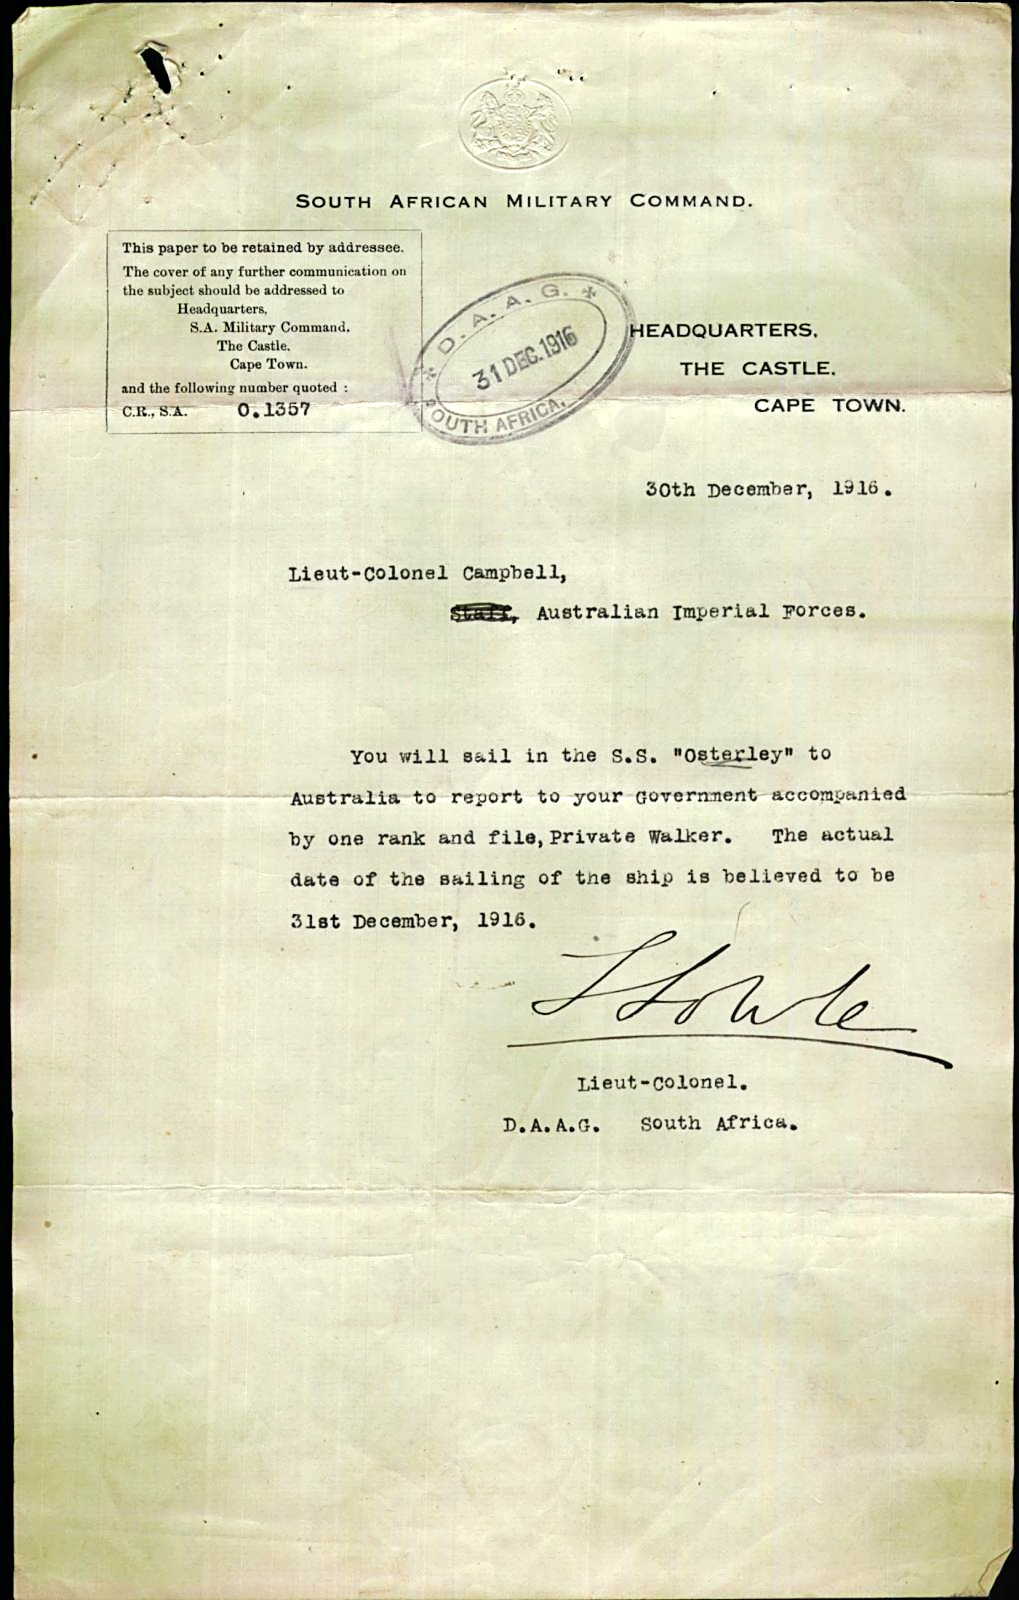 SOUTH AFRICAN MILITARY COMMAND.
This paper to be retained by addressee.
The cover of any further communication on
the subject should be addressed to
Headquarters,
S.A. Military Command.
The Castle,
Cape Town.
and the following number quoted :
C.R., S.A. 0.1357
* D. A. A. G. *
31 DEC. 1916
SOUTH AFRICA.
HEADQUARTERS,
THE CASTLE,
CAPE TOWN.
30th December, 1916.
Lieut-Colonel Campbell,
Staff, Australian Imperial Forces.
You will sail in the S.S. "Osterley" to
Australia to report to your Government accompanied
by one rank and file, Private Walker. The actual
date of the sailing of the ship is believed to be
31st December, 1916.
Lieut-Colonel.
D.A.A.G. South Africa.